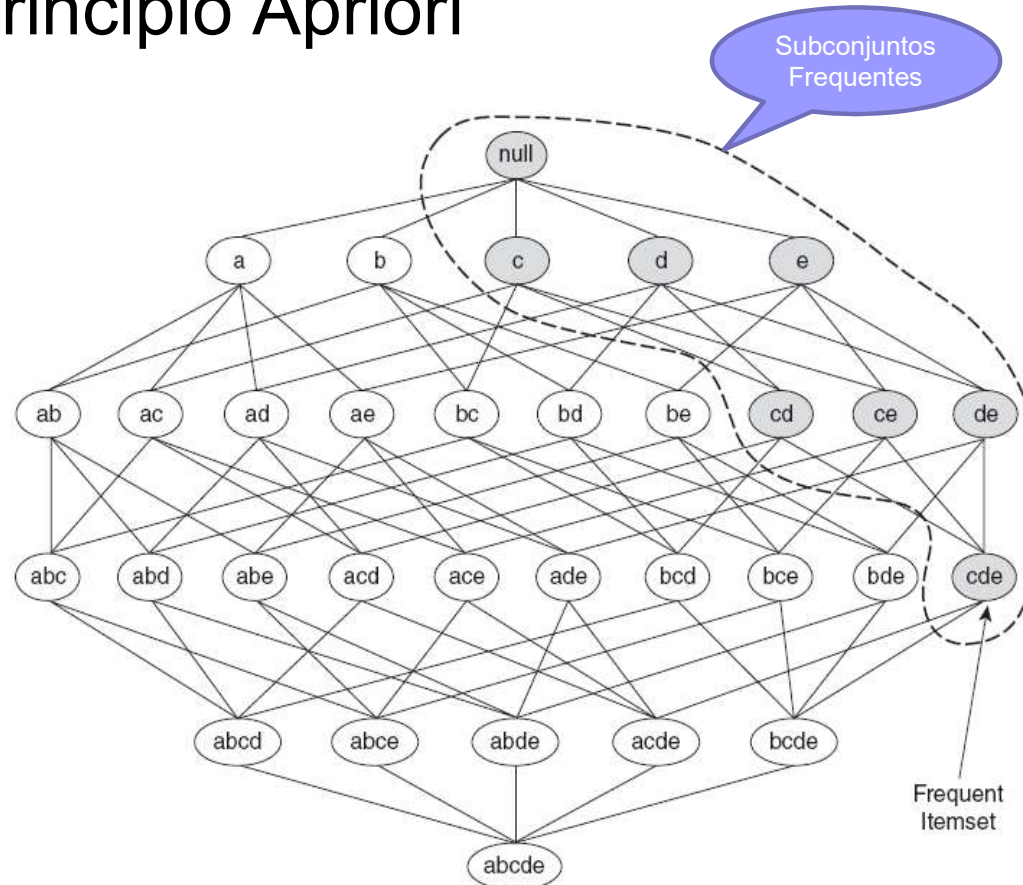 rincípio Apriori
Subconjuntos
Frequentes
null
a b c d e
ab ac ad ae bc bd be cd ce de
abc abd abe acd ace ade bcd bce bde cde
abcd abce abde acde bcde
Frequent
Itemset
abcde